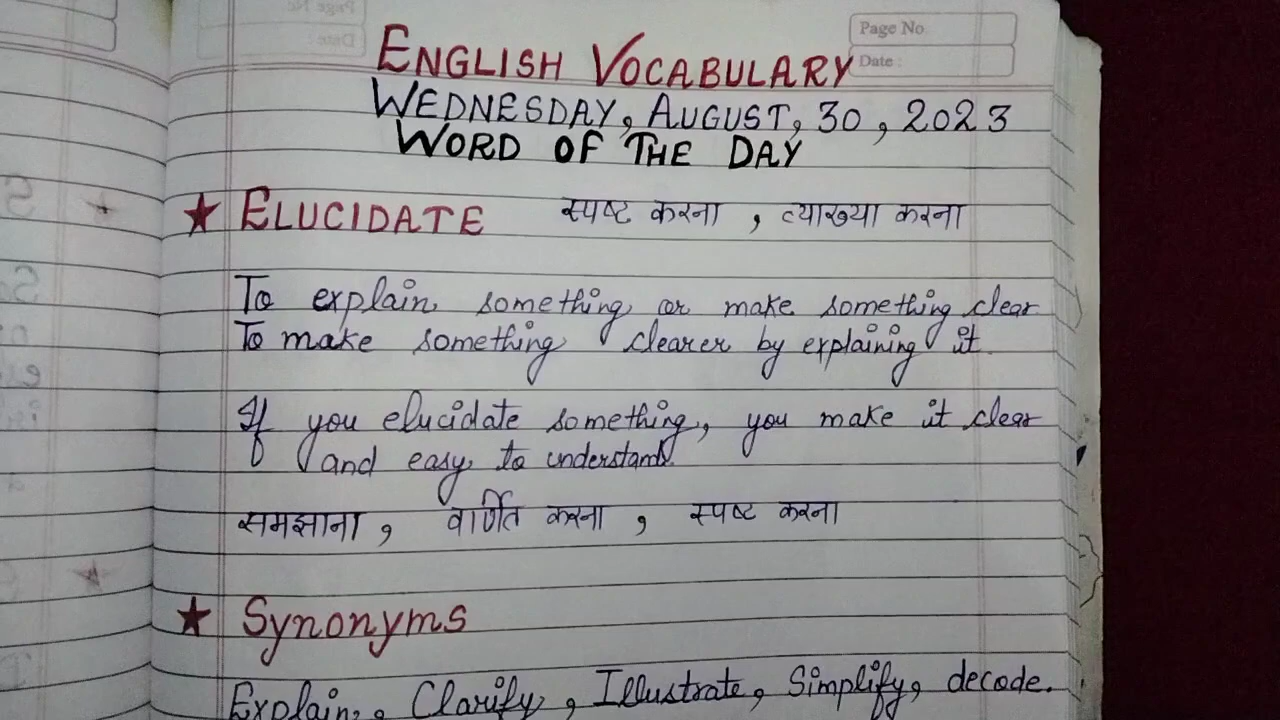 Page No
Date :
ENGLISH VOCABULARY
WEDNESDAY, AUGUST, 30, 2023
WORD OF THE DAY
★ ELUCIDATE स्पष्ट करना , व्याख्या करना
To explain something or make something clear
To make something clearer by explaining it.
If you elucidate something, you make it clear
and easy to understand.
समझाना , वर्णित करना , स्पष्ट करना
★ Synonyms
Explain, Clarify, Illustrate, Simplify, decode.